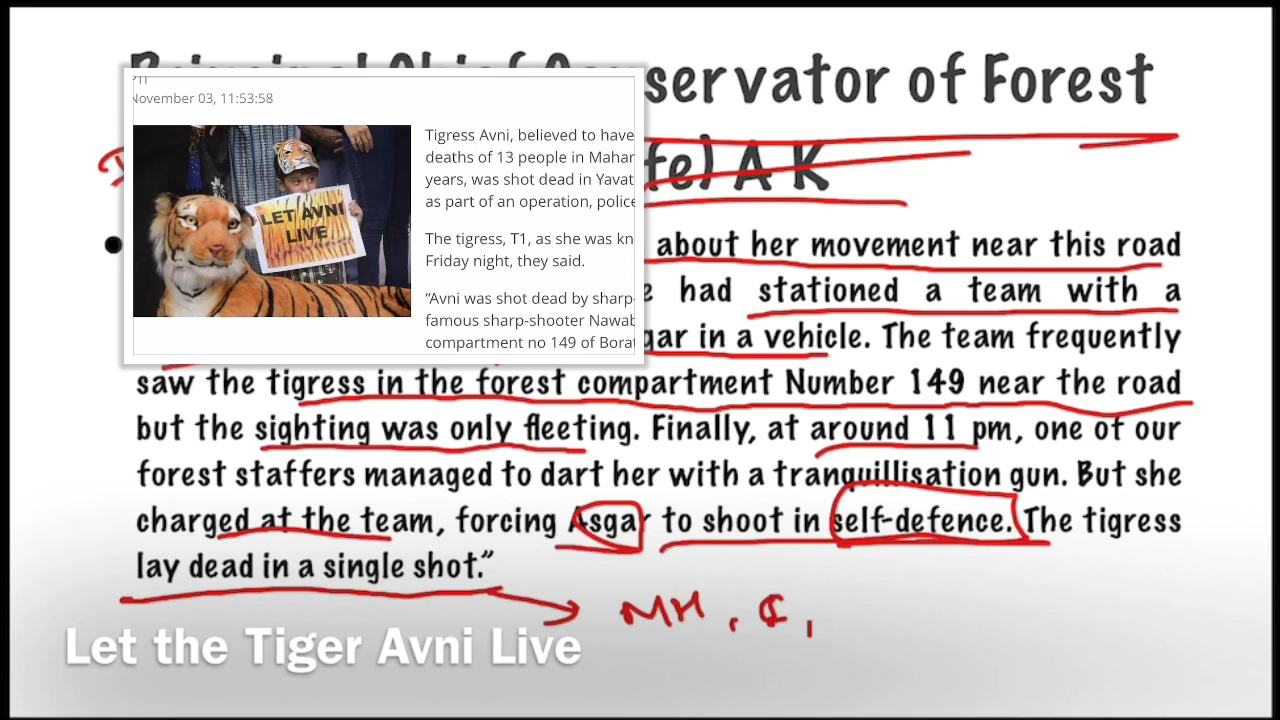 servator of Forest
fe) A K
PTI
November 03, 11:53:58
Tigress Avni, believed to have
deaths of 13 people in Mahar
years, was shot dead in Yavat
as part of an operation, police
The tigress, T1, as she was kn
Friday night, they said.
"Avni was shot dead by sharp-
famous sharp-shooter Nawab
compartment no 149 of Borat
LET AVNI
LIVE
about her movement near this road
e had stationed a team with a
gar in a vehicle. The team frequently
saw the tigress in the forest compartment Number 149 near the road
but the sighting was only fleeting. Finally, at around 11 pm, one of our
forest staffers managed to dart her with a tranquillisation gun. But she
charged at the team, forcing Asgar to shoot in self-defence. The tigress
lay dead in a single shot.”
MH,
Let the Tiger Avni Live